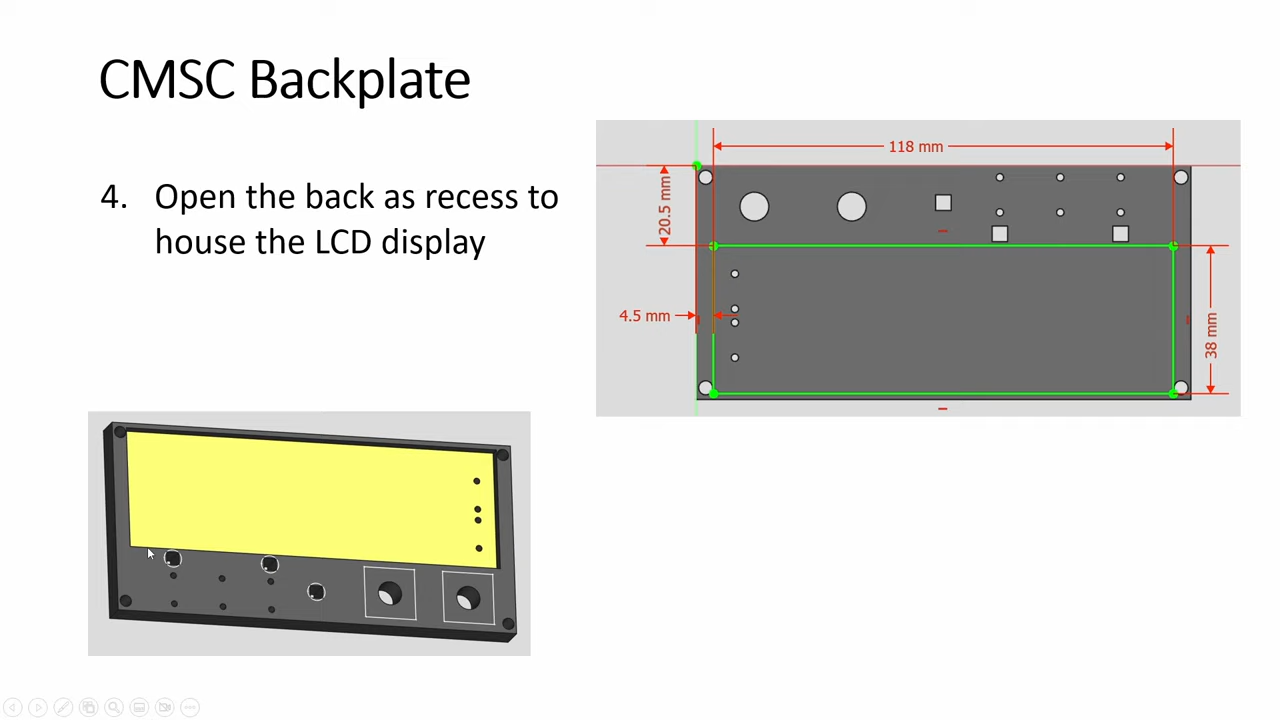 CMSC Backplate
4. Open the back as recess to
house the LCD display
118 mm
20.5 mm
4.5 mm
38 mm